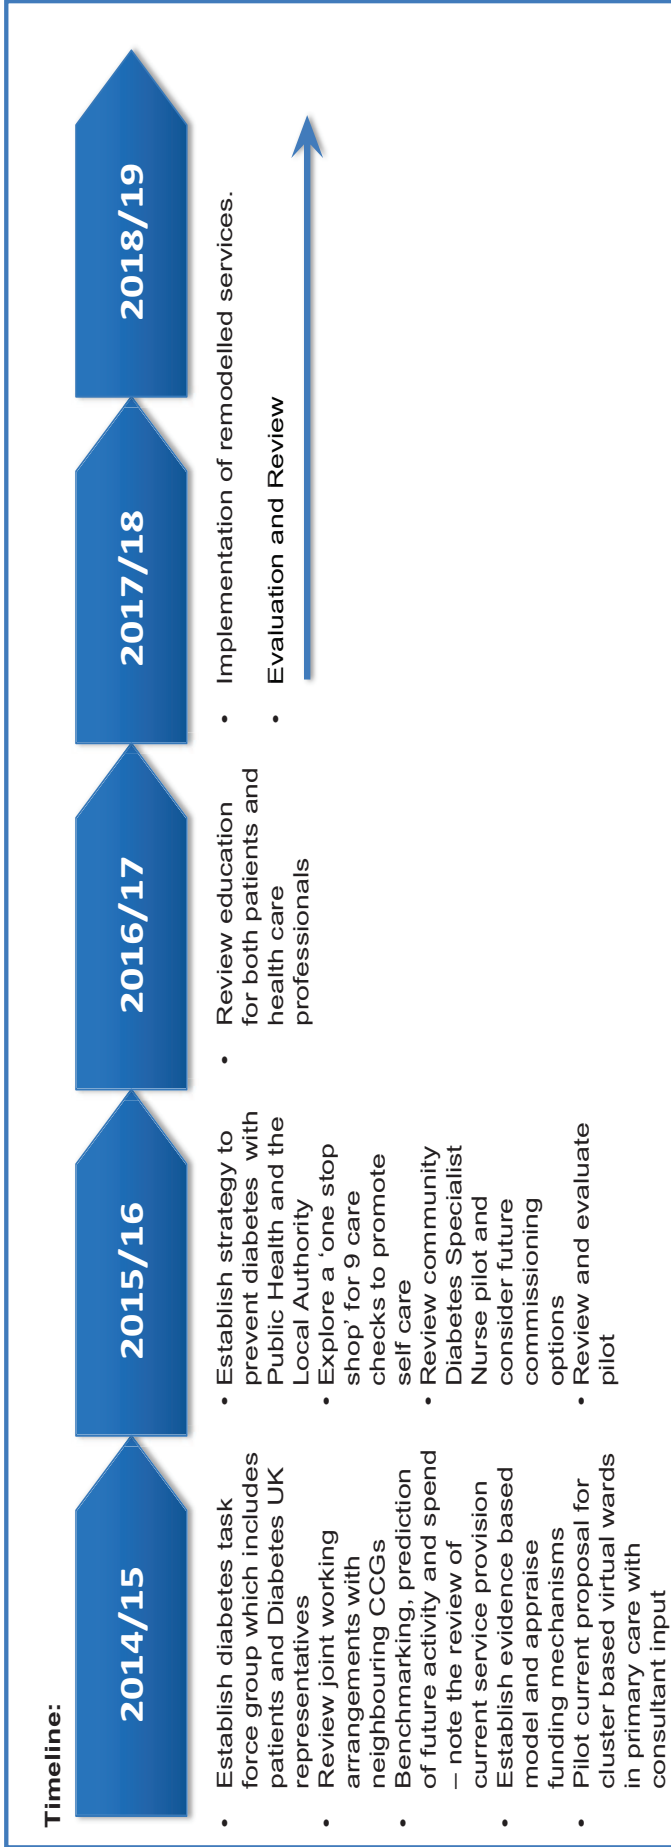 Timeline:
2014/15
• Establish diabetes task
force group which includes
patients and Diabetes UK
representatives
• Review joint working
arrangements with
neighbouring CCGs
• Benchmarking, prediction
of future activity and spend
– note the review of
current service provision
• Establish evidence based
model and appraise
funding mechanisms
• Pilot current proposal for
cluster based virtual wards
in primary care with
consultant input
2015/16
• Establish strategy to
prevent diabetes with
Public Health and the
Local Authority
• Explore a ‘one stop
shop’ for 9 care
checks to promote
self care
• Review community
Diabetes Specialist
Nurse pilot and
consider future
commissioning
options
• Review and evaluate
pilot
2016/17
• Review education
for both patients and
health care
professionals
2017/18
2018/19
• Implementation of remodelled services.
• Evaluation and Review